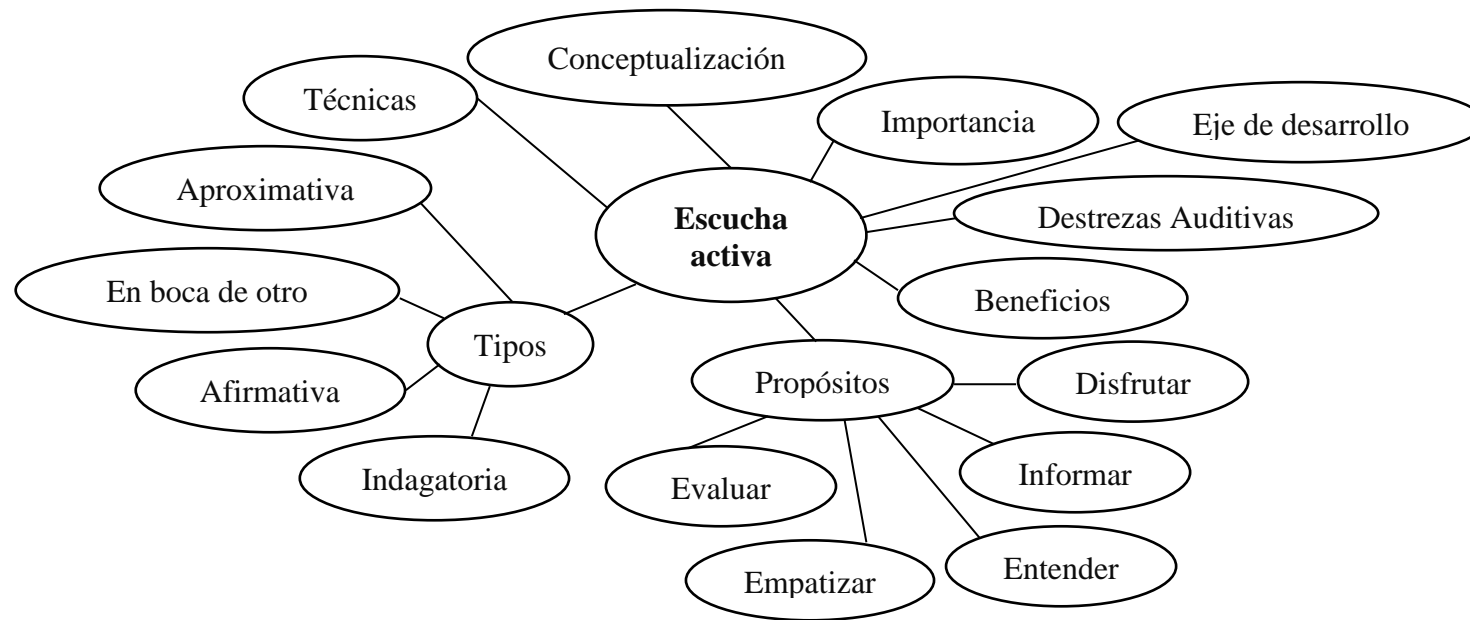 Conceptualización
Técnicas
Importancia
Eje de desarrollo
Aproximativa
Escucha
activa
Destrezas Auditivas
En boca de otro
Beneficios
Tipos
Propósitos
Disfrutar
Afirmativa
Indagatoria
Evaluar
Informar
Empatizar
Entender